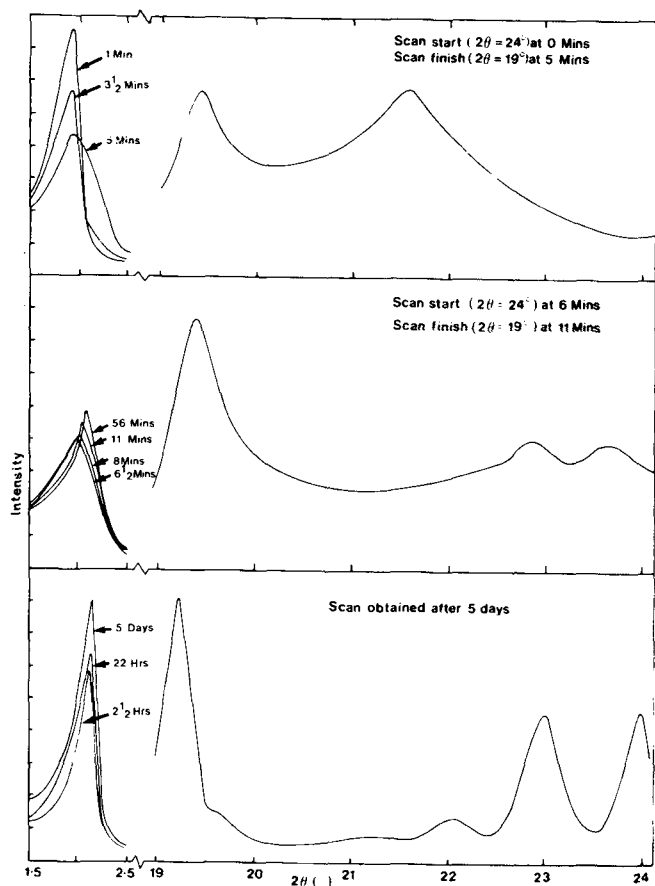 Scan start (2θ = 24°) at 0 Mins
Scan finish (2θ = 19°) at 5 Mins
1 Min
3½ Mins
5 Mins
Scan start (2θ = 24°) at 6 Mins
Scan finish (2θ = 19°) at 11 Mins
56 Mins
11 Mins
8 Mins
6½ Mins
Intensity
Scan obtained after 5 days
5 Days
22 Hrs
2½ Hrs
1·5 2·5 19 20 21 22 23 24
2θ (